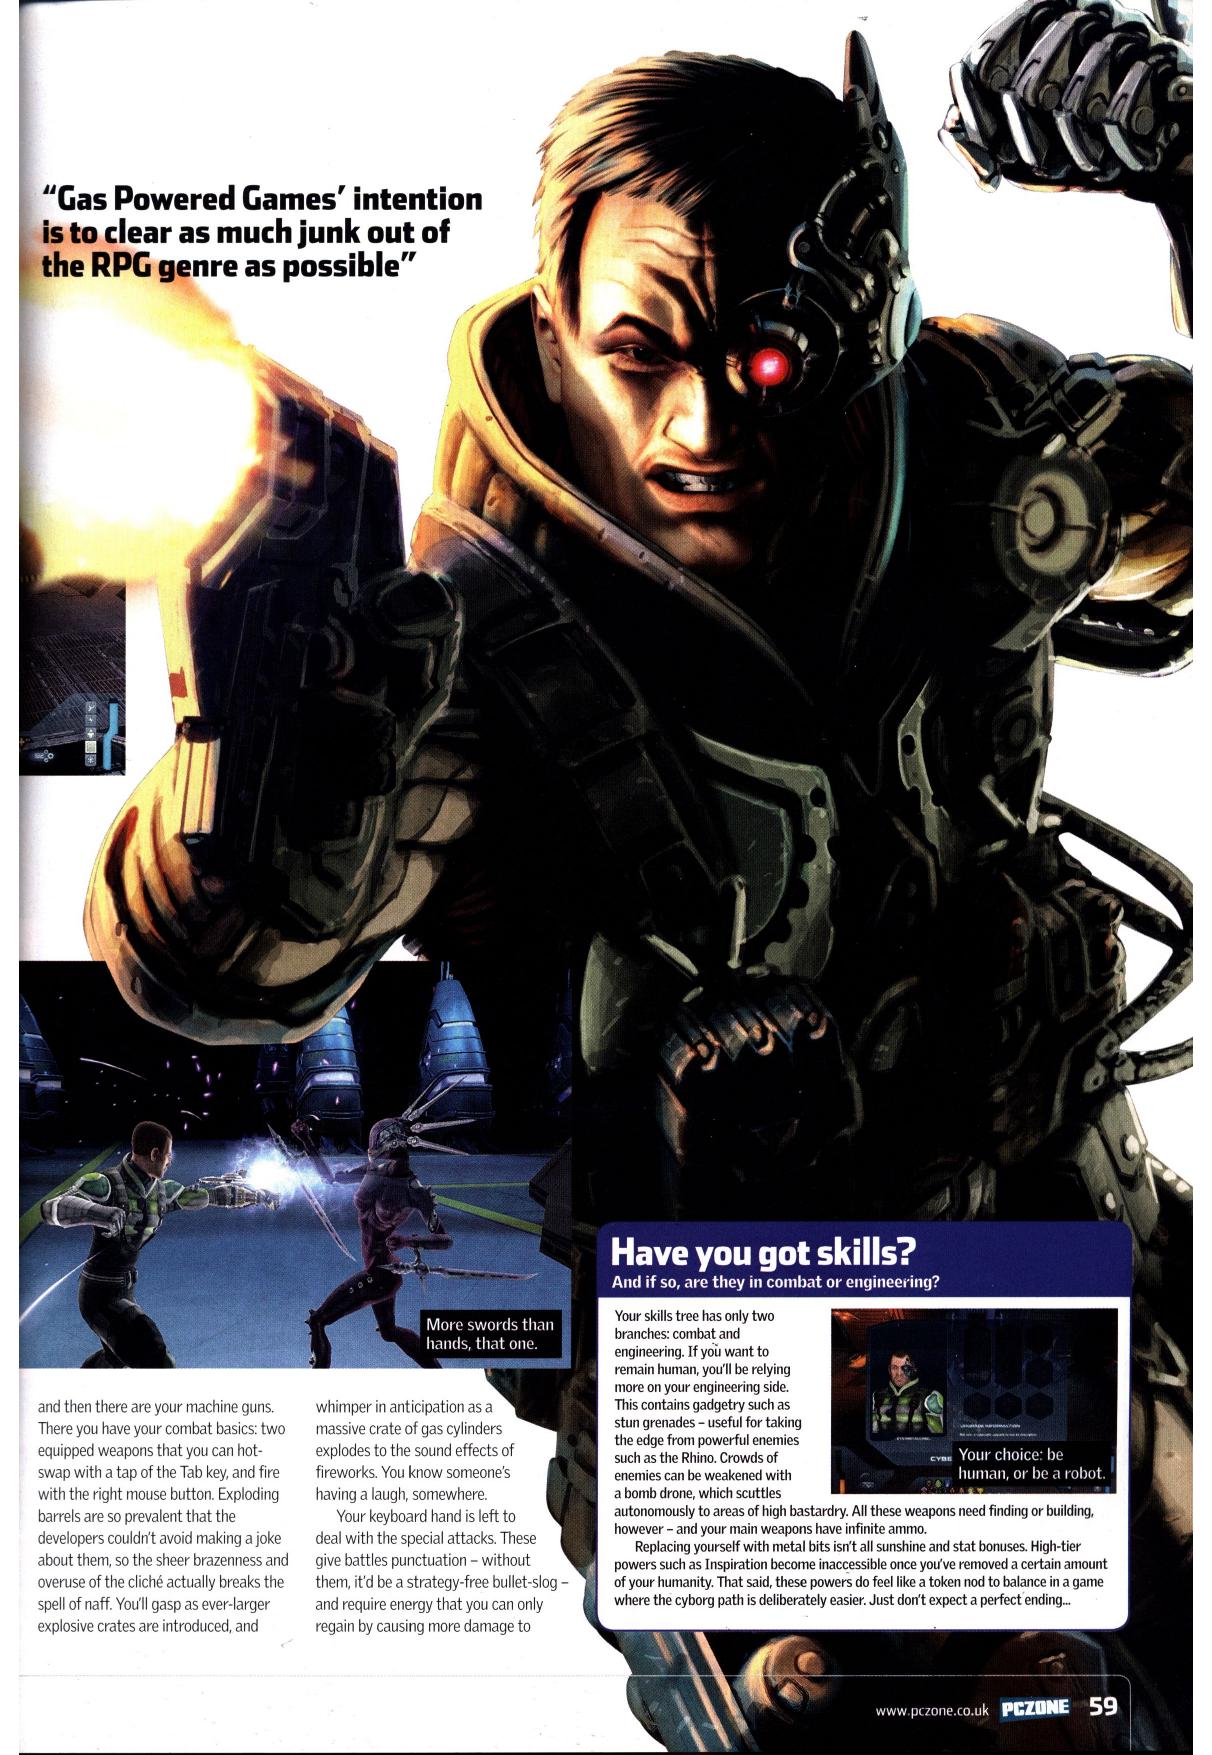 “Gas Powered Games’ intention
is to clear as much junk out of
the RPG genre as possible”
More swords than
hands, that one.
and then there are your machine guns.
There you have your combat basics: two
equipped weapons that you can hot-
swap with a tap of the Tab key, and fire
with the right mouse button. Exploding
barrels are so prevalent that the
developers couldn’t avoid making a joke
about them, so the sheer brazenness and
overuse of the cliché actually breaks the
spell of naff. You’ll gasp as ever-larger
explosive crates are introduced, and
whimper in anticipation as a
massive crate of gas cylinders
explodes to the sound effects of
fireworks. You know someone’s
having a laugh, somewhere.
Your keyboard hand is left to
deal with the special attacks. These
give battles punctuation – without
them, it’d be a strategy-free bullet-slog –
and require energy that you can only
regain by causing more damage to
Have you got skills?
And if so, are they in combat or engineering?
Your skills tree has only two
branches: combat and
engineering. If you want to
remain human, you’ll be relying
more on your engineering side.
This contains gadgetry such as
stun grenades – useful for taking
the edge from powerful enemies
such as the Rhino. Crowds of
enemies can be weakened with
a bomb drone, which scuttles
autonomously to areas of high bastardry. All these weapons need finding or building,
however – and your main weapons have infinite ammo.
Replacing yourself with metal bits isn’t all sunshine and stat bonuses. High-tier
powers such as Inspiration become inaccessible once you’ve removed a certain amount
of your humanity. That said, these powers do feel like a token nod to balance in a game
where the cyborg path is deliberately easier. Just don’t expect a perfect ending...
UPGRADE INFORMATION
CYBE
Your choice: be
human, or be a robot.
www.pczone.co.uk PCZONE 59